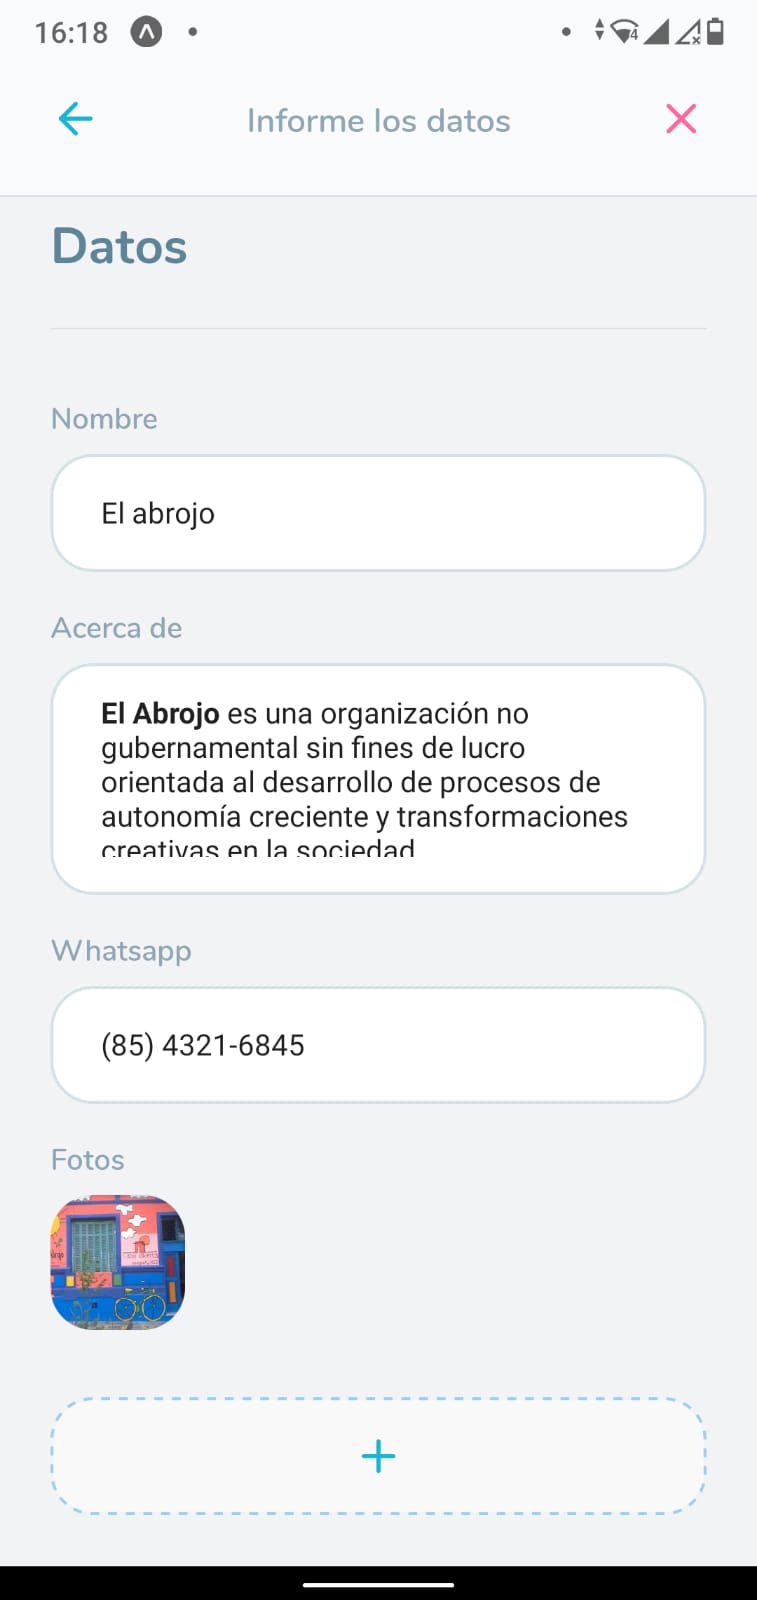 16:18
4
Informe los datos
Datos
Nombre
El abrojo
Acerca de
El Abrojo es una organización no
gubernamental sin fines de lucro
orientada al desarrollo de procesos de
autonomía creciente y transformaciones
creativas en la sociedad
Whatsapp
(85) 4321-6845
Fotos